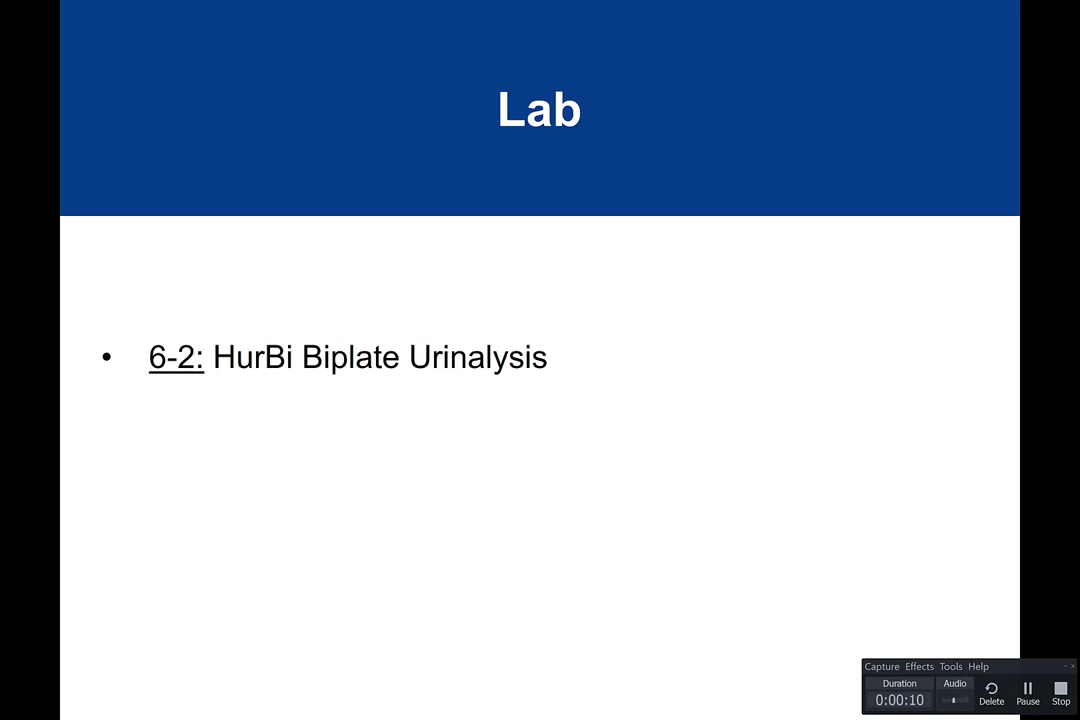 Lab
• 6-2: HurBi Biplate Urinalysis
Capture Effects Tools Help
Duration
Audio
0:00:10
Delete Pause Stop